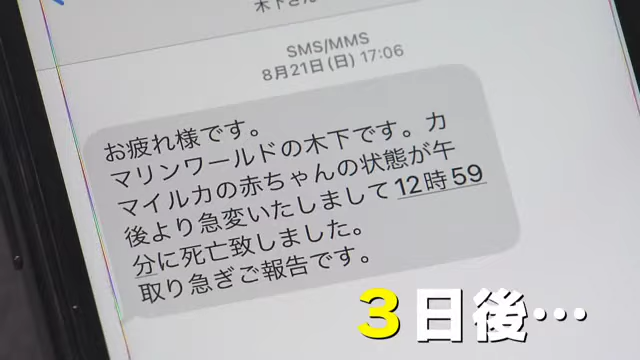 木下さん
SMS/MMS
8月21日(日) 17:06
お疲れ様です。
マリンワールドの木下です。カ
マイルカの赤ちゃんの状態が午
後より急変いたしまして12時59
分に死亡致しました。
取り急ぎご報告です。
3日後…